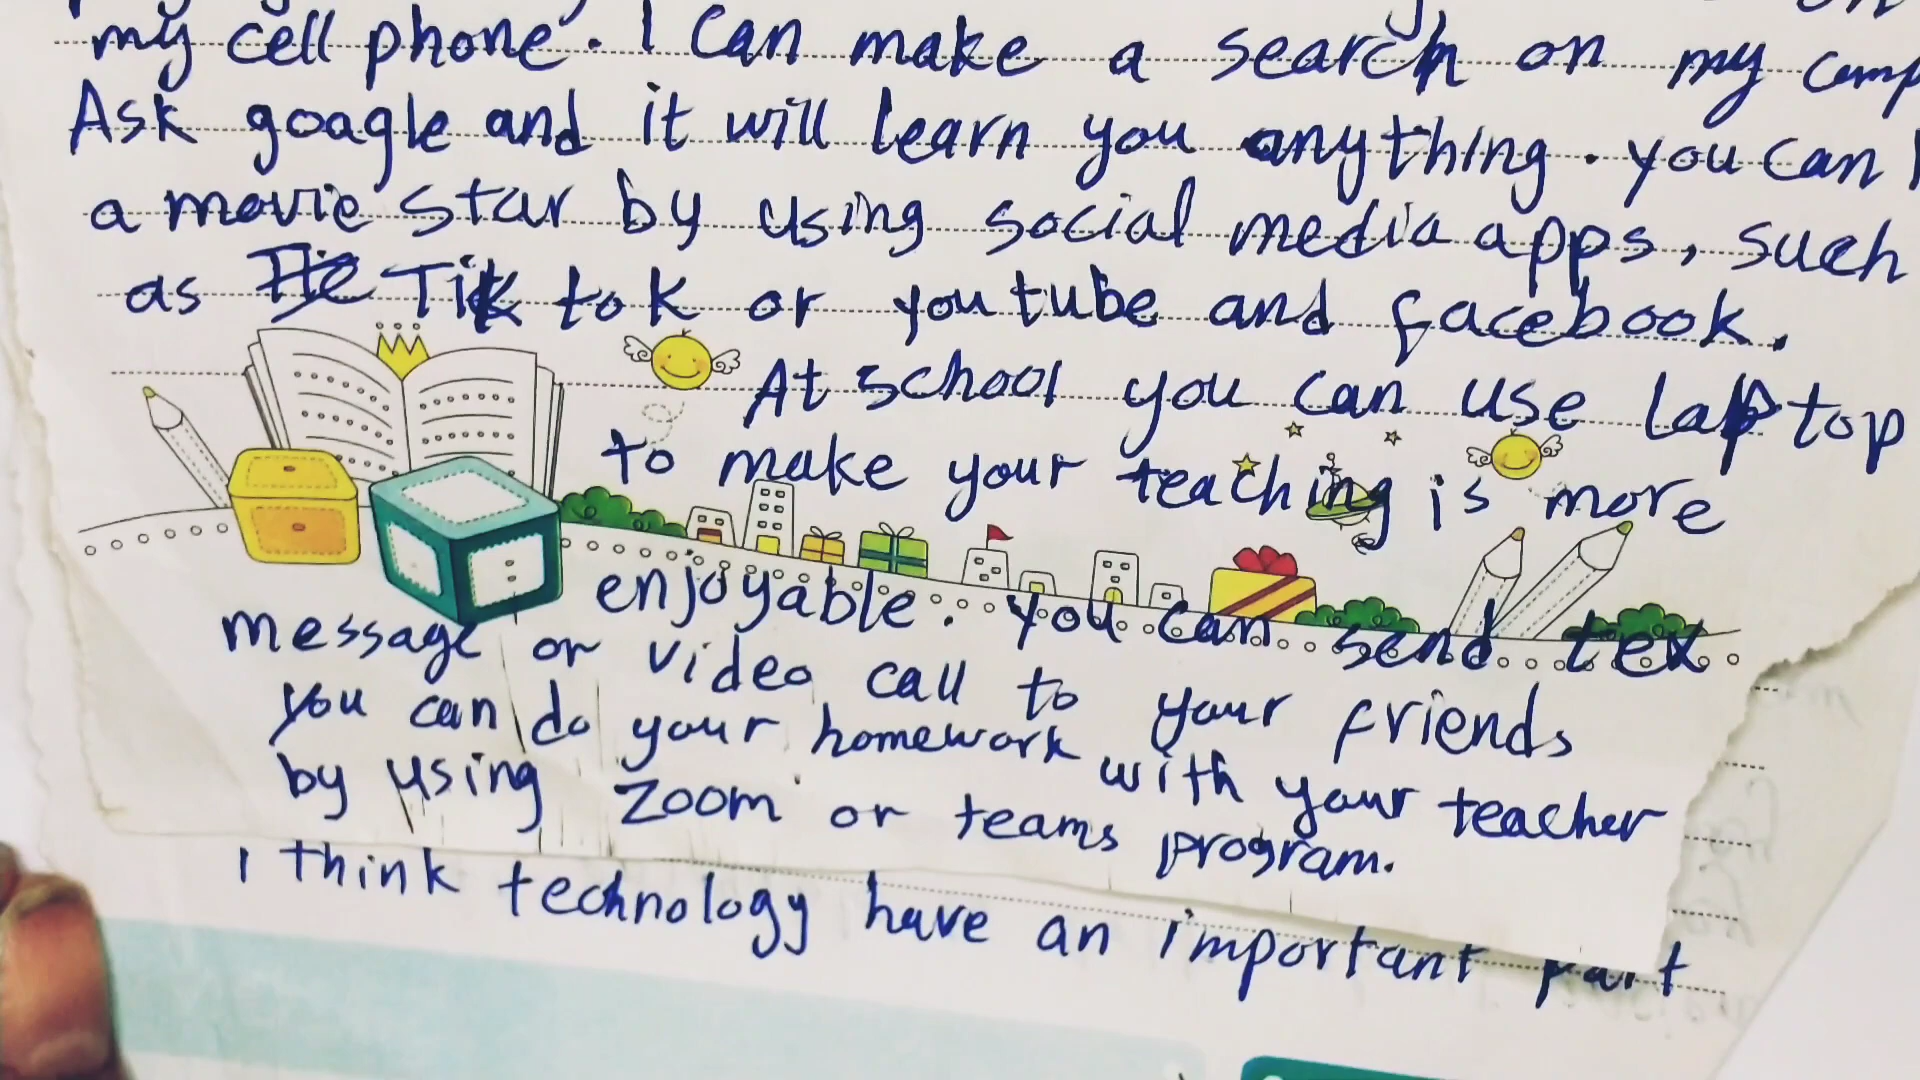 my cell phone. I can make a search on my comp
Ask goagle and it will learn you anything. you can
a movie star by using social media apps, such
as Tik tok or youtube and facebook.
At school you can use laptop
to make your teaching is more
enjoyable. you can send tex
message or video call to your friends
you can do your homework with your teacher
by using zoom or teams program.
I think technology have an important part